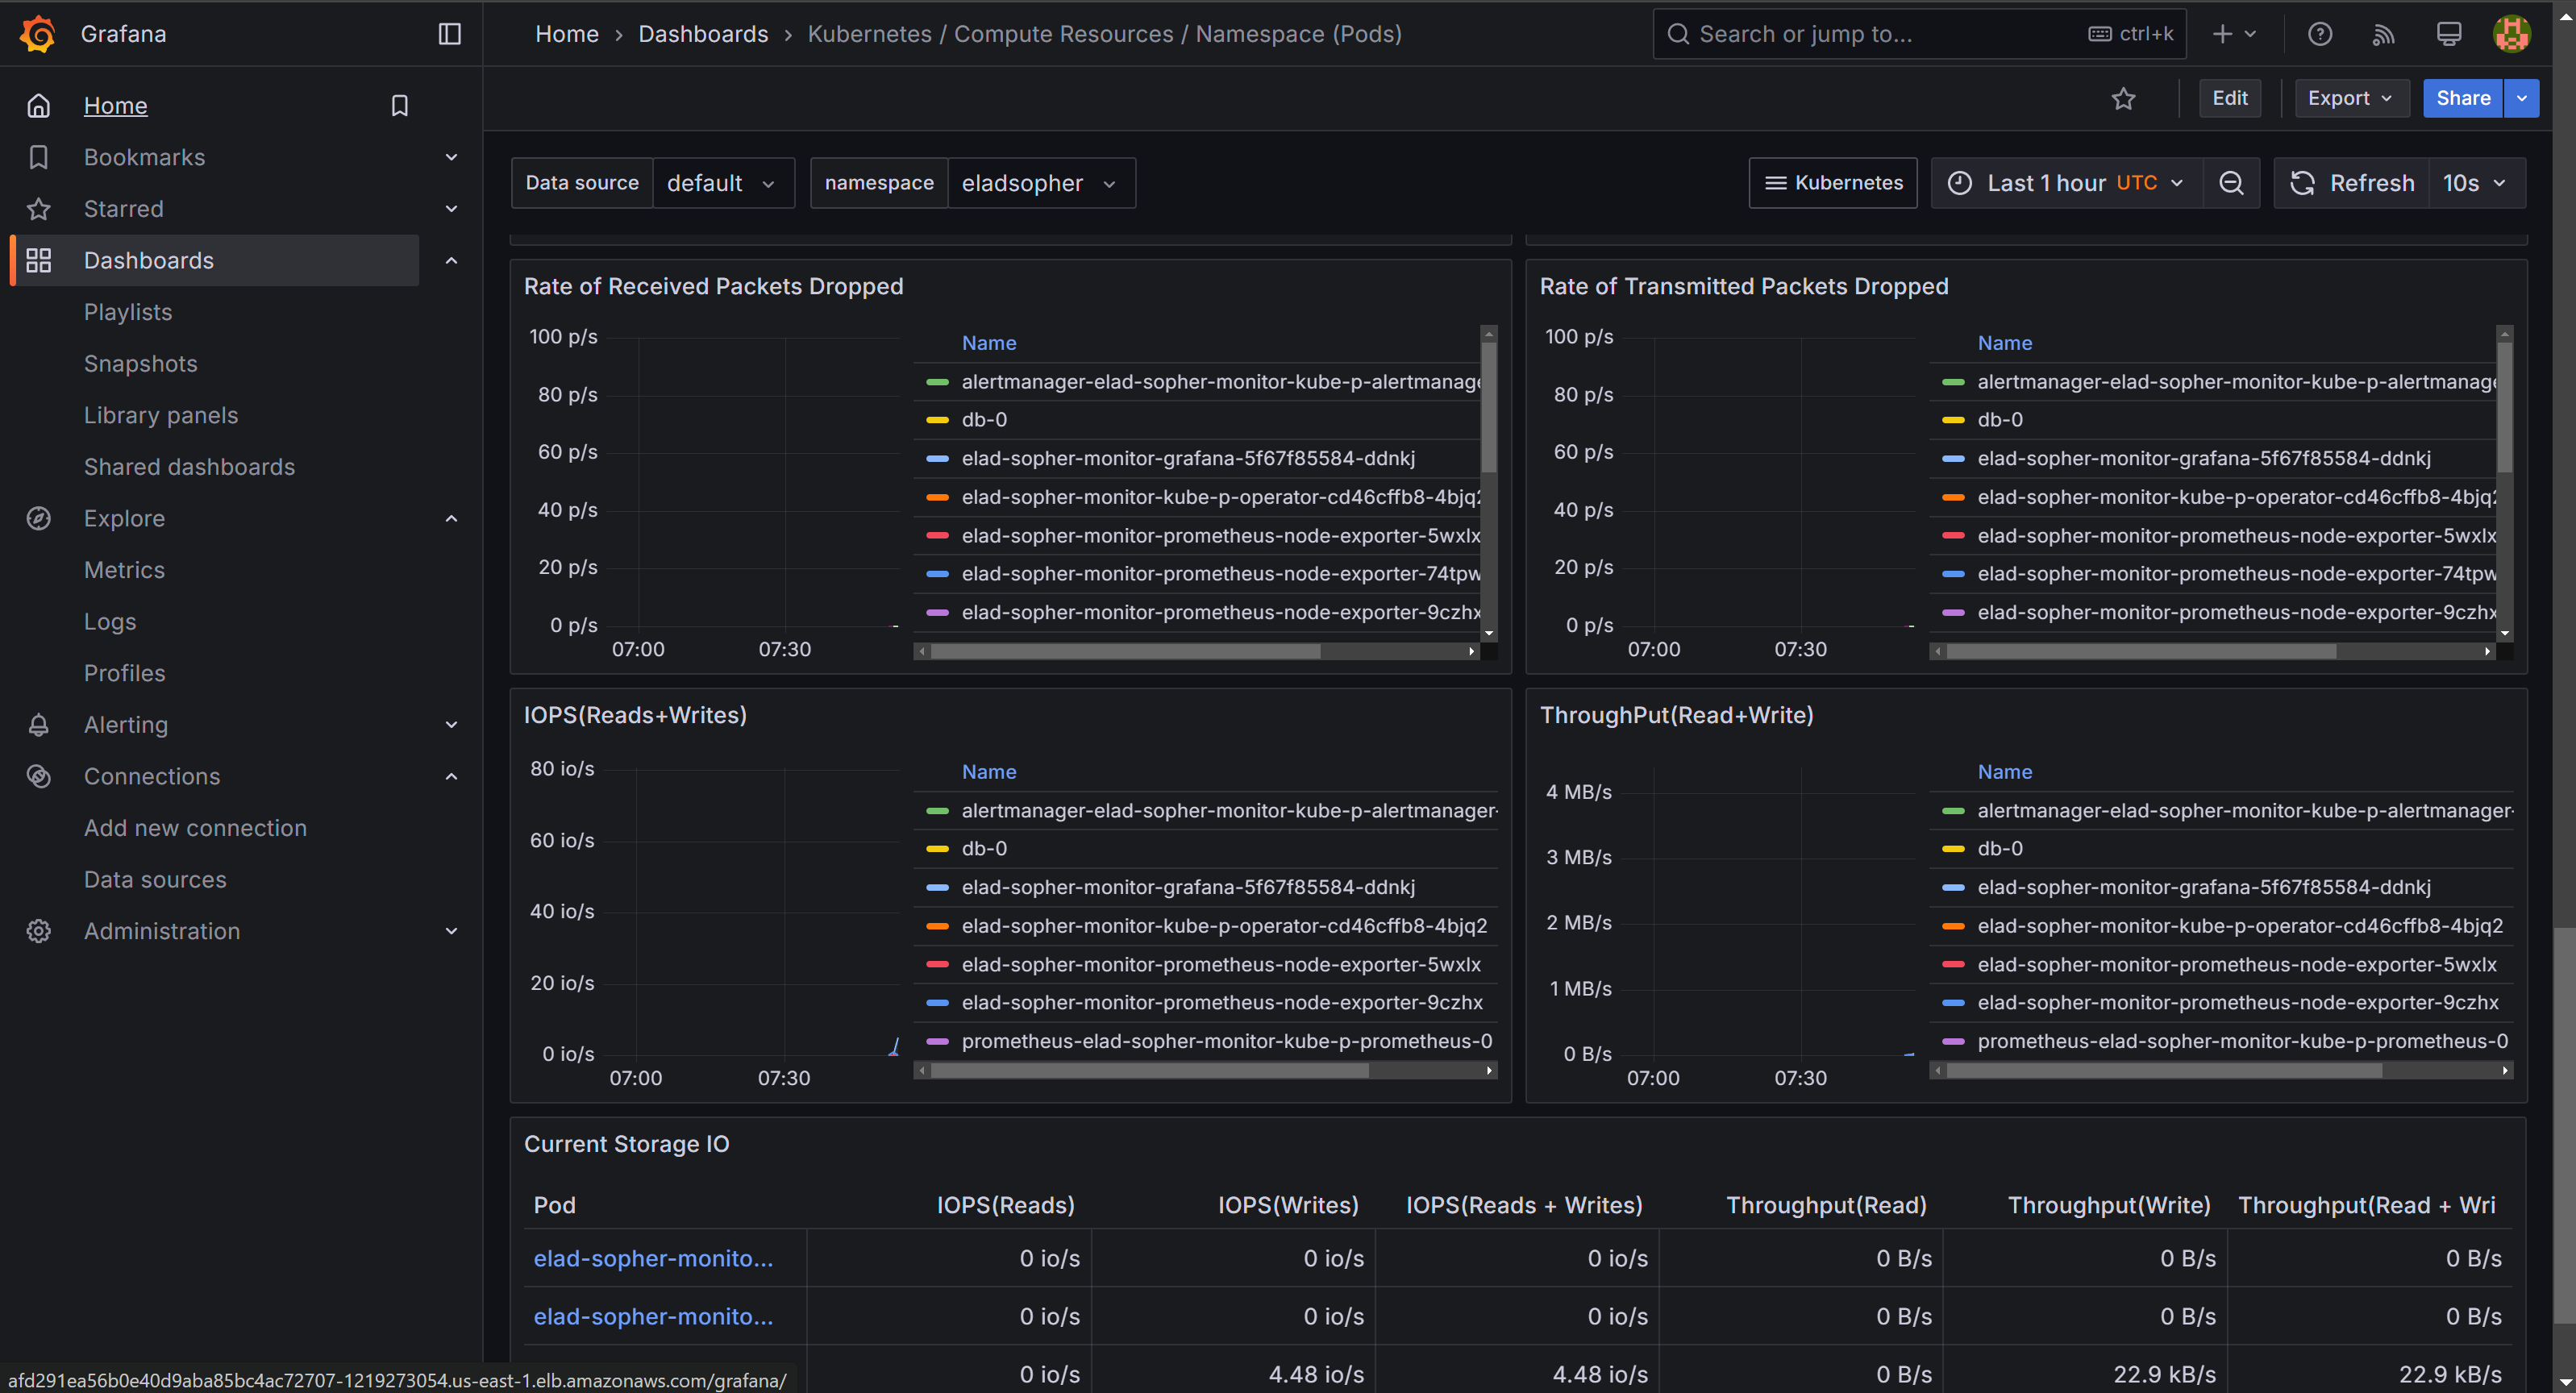 Grafana
Home › Dashboards › Kubernetes / Compute Resources / Namespace (Pods)
Search or jump to... ctrl+k
Home
Bookmarks
Starred
Dashboards
Playlists
Snapshots
Library panels
Shared dashboards
Explore
Metrics
Logs
Profiles
Alerting
Connections
Add new connection
Data sources
Administration
Edit Export Share
Data source default namespace eladsopher Kubernetes Last 1 hour UTC Refresh 10s
Rate of Received Packets Dropped
100 p/s
80 p/s
60 p/s
40 p/s
20 p/s
0 p/s
07:00 07:30
Name
alertmanager-elad-sopher-monitor-kube-p-alertmanage
db-0
elad-sopher-monitor-grafana-5f67f85584-ddnkj
elad-sopher-monitor-kube-p-operator-cd46cffb8-4bjq2
elad-sopher-monitor-prometheus-node-exporter-5wxlx
elad-sopher-monitor-prometheus-node-exporter-74tpw
elad-sopher-monitor-prometheus-node-exporter-9czhx
Rate of Transmitted Packets Dropped
100 p/s
80 p/s
60 p/s
40 p/s
20 p/s
0 p/s
07:00 07:30
Name
alertmanager-elad-sopher-monitor-kube-p-alertmanage
db-0
elad-sopher-monitor-grafana-5f67f85584-ddnkj
elad-sopher-monitor-kube-p-operator-cd46cffb8-4bjq2
elad-sopher-monitor-prometheus-node-exporter-5wxlx
elad-sopher-monitor-prometheus-node-exporter-74tpw
elad-sopher-monitor-prometheus-node-exporter-9czhx
IOPS(Reads+Writes)
80 io/s
60 io/s
40 io/s
20 io/s
0 io/s
07:00 07:30
Name
alertmanager-elad-sopher-monitor-kube-p-alertmanager-
db-0
elad-sopher-monitor-grafana-5f67f85584-ddnkj
elad-sopher-monitor-kube-p-operator-cd46cffb8-4bjq2
elad-sopher-monitor-prometheus-node-exporter-5wxlx
elad-sopher-monitor-prometheus-node-exporter-9czhx
prometheus-elad-sopher-monitor-kube-p-prometheus-0
ThroughPut(Read+Write)
4 MB/s
3 MB/s
2 MB/s
1 MB/s
0 B/s
07:00 07:30
Name
alertmanager-elad-sopher-monitor-kube-p-alertmanager-
db-0
elad-sopher-monitor-grafana-5f67f85584-ddnkj
elad-sopher-monitor-kube-p-operator-cd46cffb8-4bjq2
elad-sopher-monitor-prometheus-node-exporter-5wxlx
elad-sopher-monitor-prometheus-node-exporter-9czhx
prometheus-elad-sopher-monitor-kube-p-prometheus-0
Current Storage IO
Pod IOPS(Reads) IOPS(Writes) IOPS(Reads + Writes) Throughput(Read) Throughput(Write) Throughput(Read + Wri
elad-sopher-monito... 0 io/s 0 io/s 0 io/s 0 B/s 0 B/s 0 B/s
elad-sopher-monito... 0 io/s 0 io/s 0 io/s 0 B/s 0 B/s 0 B/s
0 io/s 4.48 io/s 4.48 io/s 0 B/s 22.9 kB/s 22.9 kB/s
afd291ea56b0e40d9aba85bc4ac72707-1219273054.us-east-1.elb.amazonaws.com/grafana/